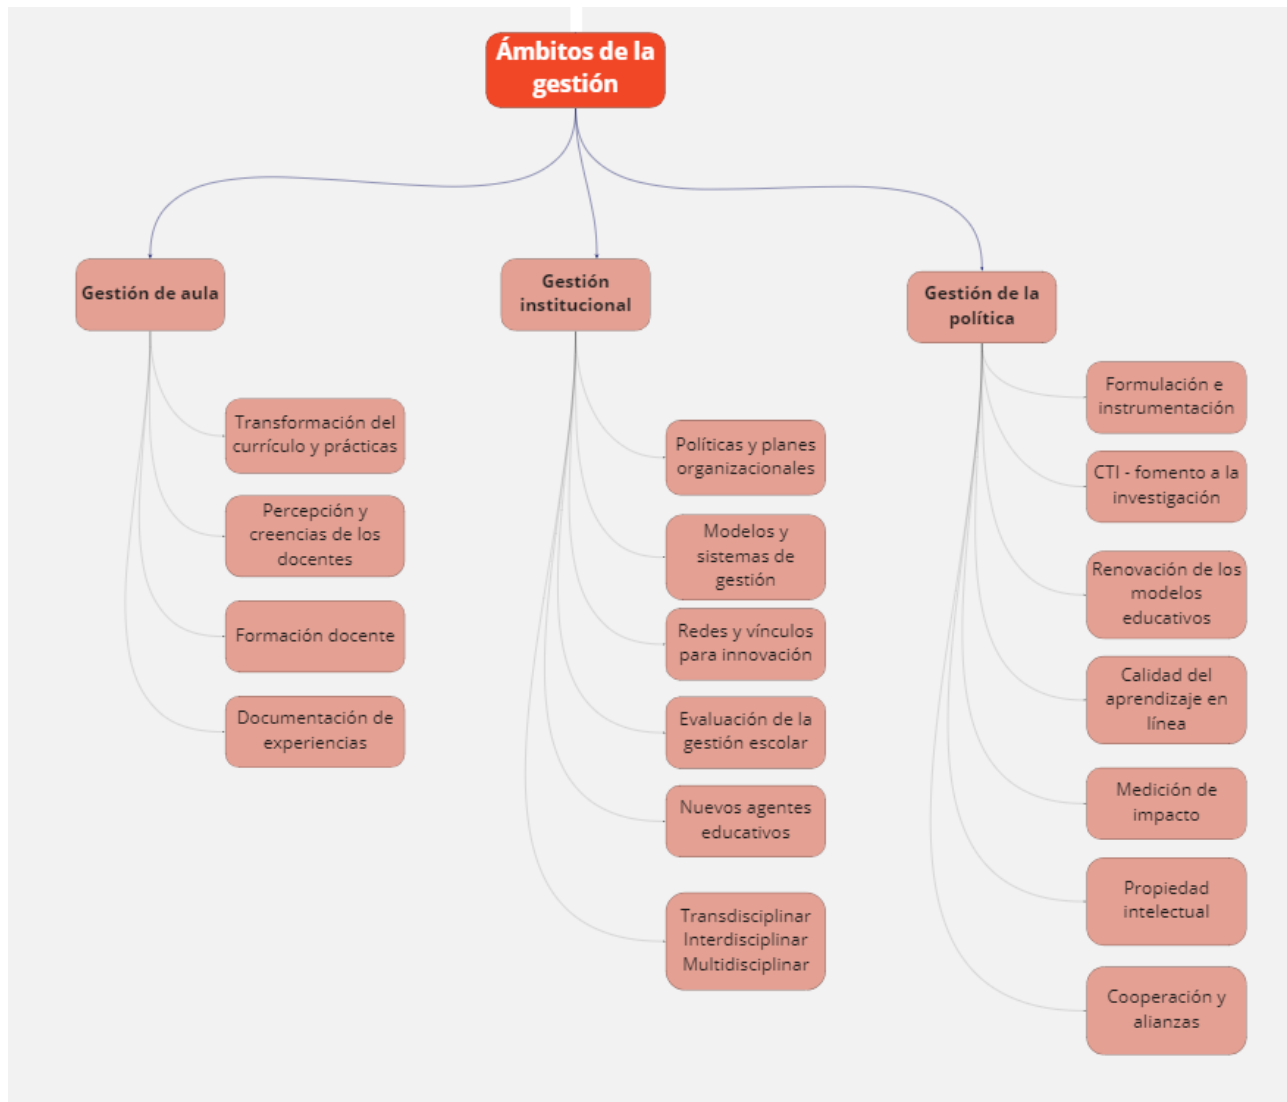 Ámbitos de la
gestión
Gestión de aula
Transformación del
currículo y prácticas
Percepción y
creencias de los
docentes
Formación docente
Documentación de
experiencias
Gestión
institucional
Políticas y planes
organizacionales
Modelos y
sistemas de
gestión
Redes y vínculos
para innovación
Evaluación de la
gestión escolar
Nuevos agentes
educativos
Transdisciplinar
Interdisciplinar
Multidisciplinar
Gestión de la
política
Formulación e
instrumentación
CTI - fomento a la
investigación
Renovación de los
modelos
educativos
Calidad del
aprendizaje en
línea
Medición de
impacto
Propiedad
intelectual
Cooperación y
alianzas